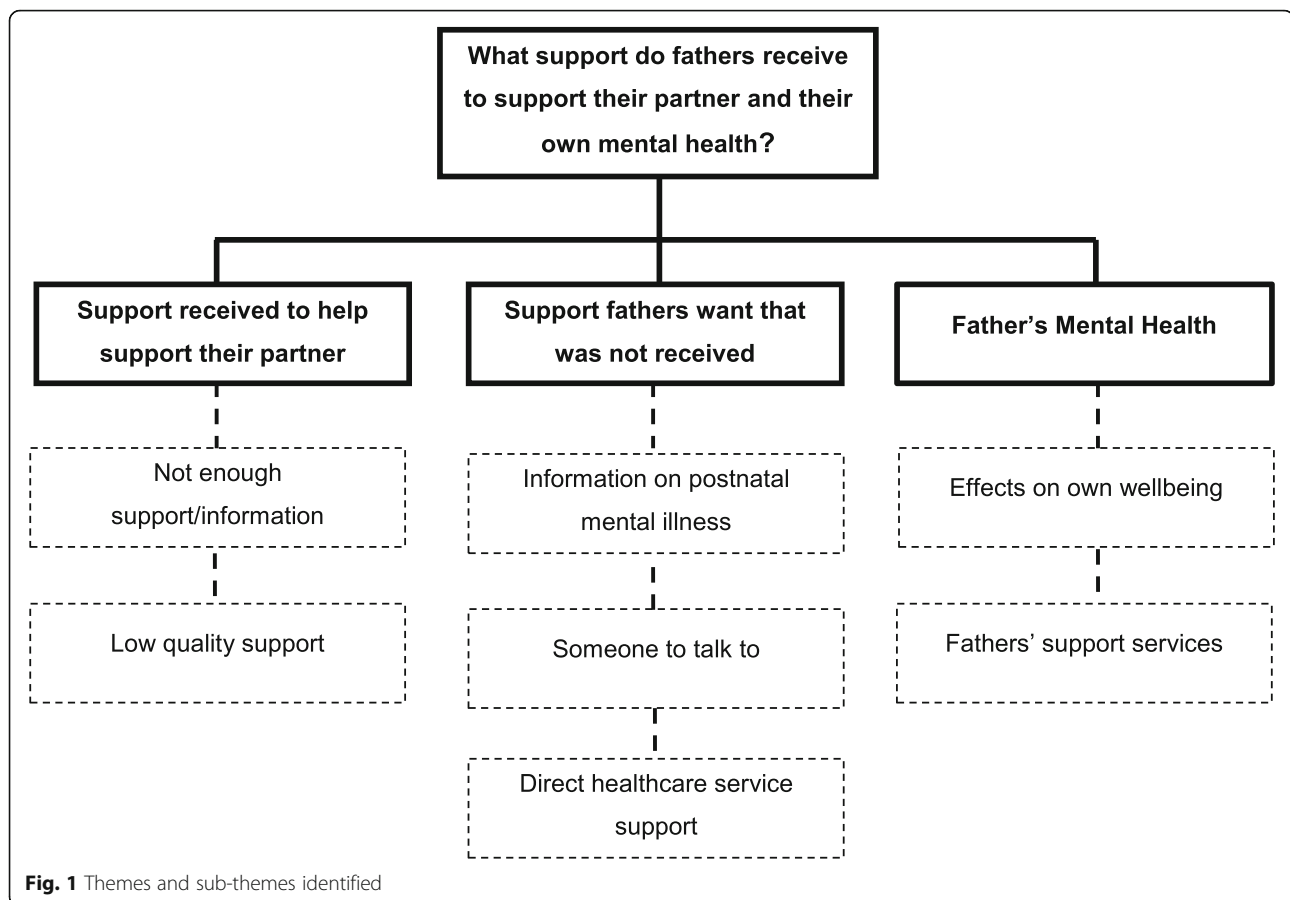 What support do fathers receive
to support their partner and their
own mental health?
Support received to help
support their partner
Support fathers want that
was not received
Father’s Mental Health
Not enough
support/information
Information on postnatal
mental illness
Effects on own wellbeing
Low quality support
Someone to talk to
Fathers’ support services
Direct healthcare service
support
Fig. 1 Themes and sub-themes identified